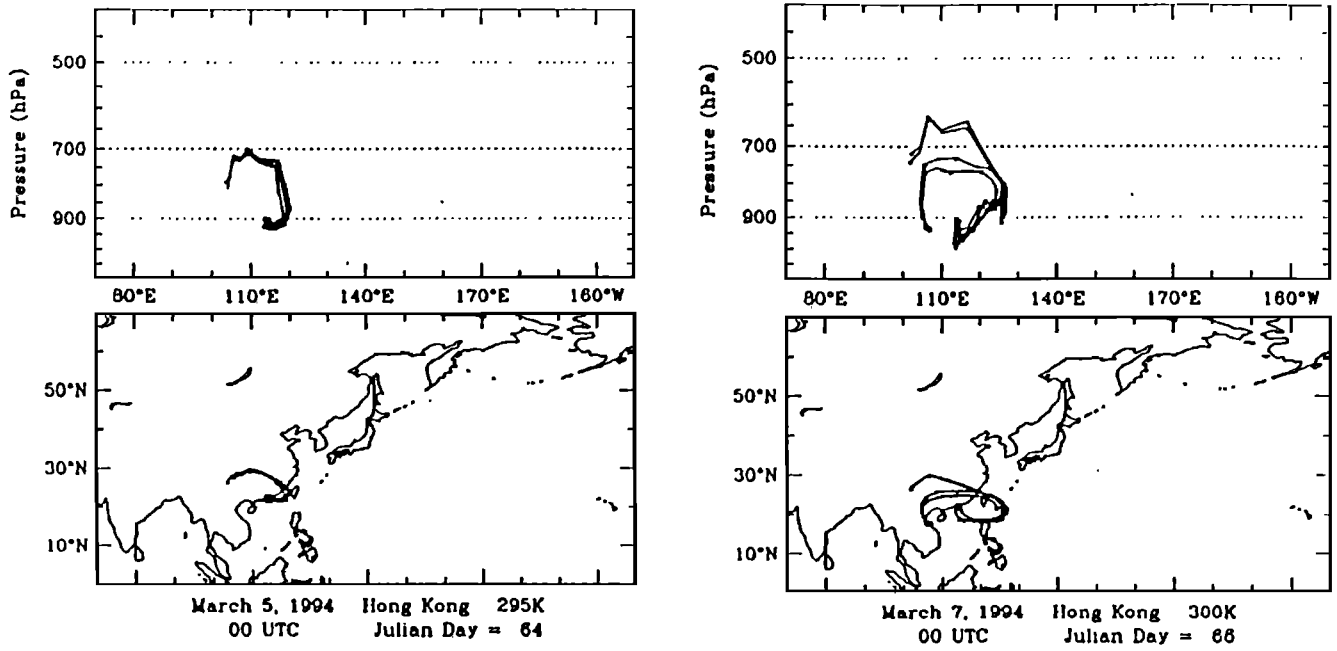 Pressure (hPa)
500
700
900
80°E 110°E 140°E 170°E 160°W
50°N
30°N
10°N
March 5, 1994 Hong Kong 295K
00 UTC Julian Day = 64
Pressure (hPa)
500
700
900
80°E 110°E 140°E 170°E 160°W
50°N
30°N
10°N
March 7, 1994 Hong Kong 300K
00 UTC Julian Day = 66